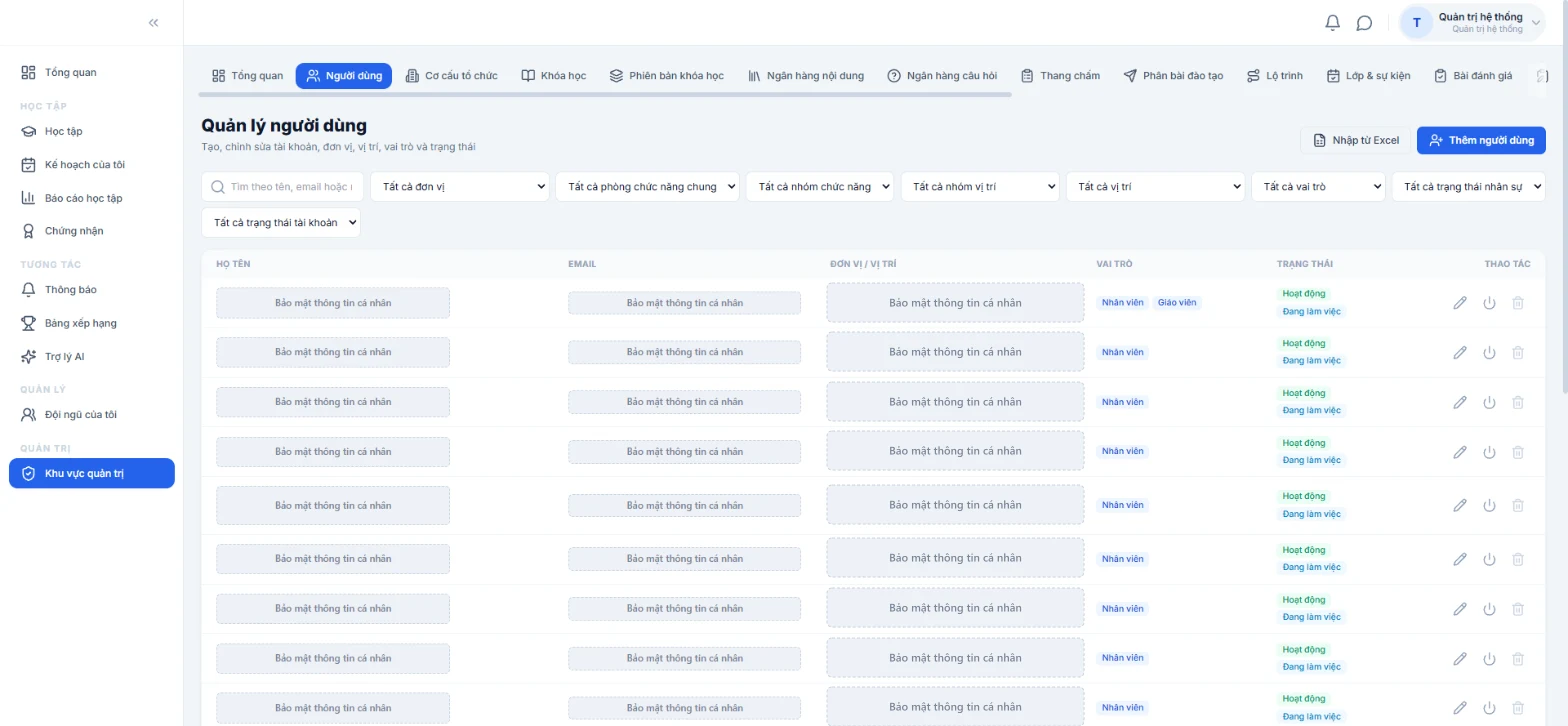 T
Quản trị hệ thống
Quản trị hệ thống
Tổng quan
HỌC TẬP
Học tập
Kế hoạch của tôi
Báo cáo học tập
Chứng nhận
TƯƠNG TÁC
Thông báo
Bảng xếp hạng
Trợ lý AI
QUẢN LÝ
Đội ngũ của tôi
QUẢN TRỊ
Khu vực quản trị
Tổng quan Người dùng Cơ cấu tổ chức Khóa học Phiên bản khóa học Ngân hàng nội dung Ngân hàng câu hỏi Thang chấm Phân bài đào tạo Lộ trình Lớp & sự kiện Bài đánh giá
Quản lý người dùng
Tạo, chỉnh sửa tài khoản, đơn vị, vị trí, vai trò và trạng thái
Nhập từ Excel Thêm người dùng
Tìm theo tên, email hoặc Tất cả đơn vị Tất cả phòng chức năng chung Tất cả nhóm chức năng Tất cả nhóm vị trí Tất cả vị trí Tất cả vai trò Tất cả trạng thái nhân sự
Tất cả trạng thái tài khoản
HỌ TÊN EMAIL ĐƠN VỊ / VỊ TRÍ VAI TRÒ TRẠNG THÁI THAO TÁC
Bảo mật thông tin cá nhân Bảo mật thông tin cá nhân Bảo mật thông tin cá nhân Nhân viên Giáo viên Hoạt động
Đang làm việc
Bảo mật thông tin cá nhân Bảo mật thông tin cá nhân Bảo mật thông tin cá nhân Nhân viên Hoạt động
Đang làm việc
Bảo mật thông tin cá nhân Bảo mật thông tin cá nhân Bảo mật thông tin cá nhân Nhân viên Hoạt động
Đang làm việc
Bảo mật thông tin cá nhân Bảo mật thông tin cá nhân Bảo mật thông tin cá nhân Nhân viên Hoạt động
Đang làm việc
Bảo mật thông tin cá nhân Bảo mật thông tin cá nhân Bảo mật thông tin cá nhân Nhân viên Hoạt động
Đang làm việc
Bảo mật thông tin cá nhân Bảo mật thông tin cá nhân Bảo mật thông tin cá nhân Nhân viên Hoạt động
Đang làm việc
Bảo mật thông tin cá nhân Bảo mật thông tin cá nhân Bảo mật thông tin cá nhân Nhân viên Hoạt động
Đang làm việc
Bảo mật thông tin cá nhân Bảo mật thông tin cá nhân Bảo mật thông tin cá nhân Nhân viên Hoạt động
Đang làm việc
Bảo mật thông tin cá nhân Bảo mật thông tin cá nhân Bảo mật thông tin cá nhân Nhân viên Hoạt động
Đang làm việc